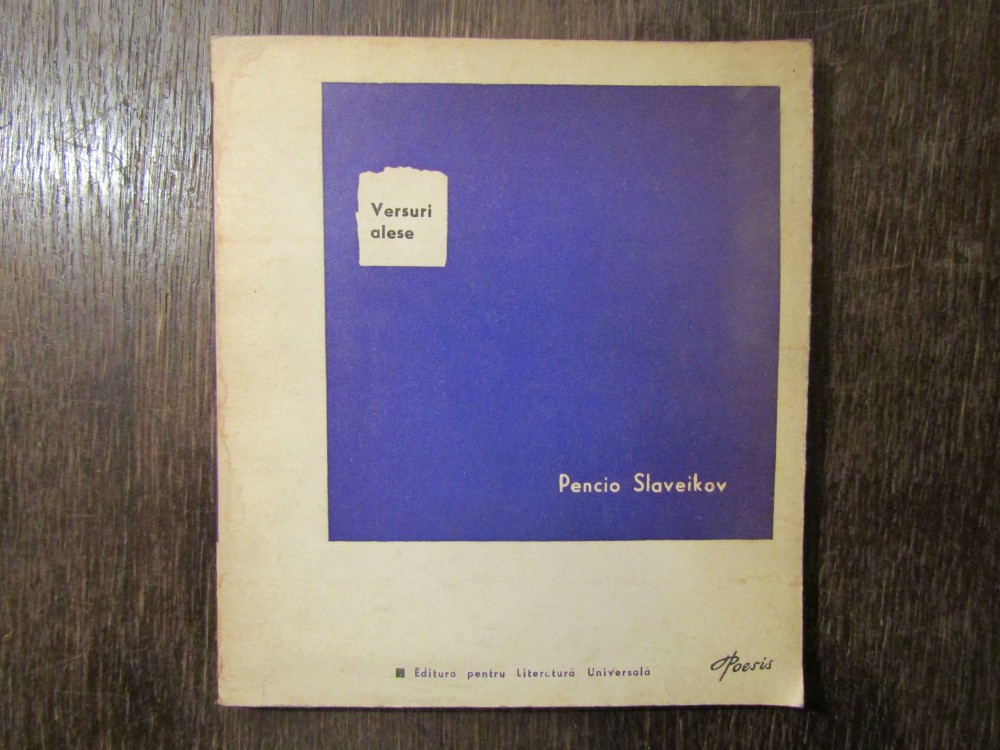 Versuri
alese
Pencio Slaveikov
Editura pentru Literatură Universală
Poesis